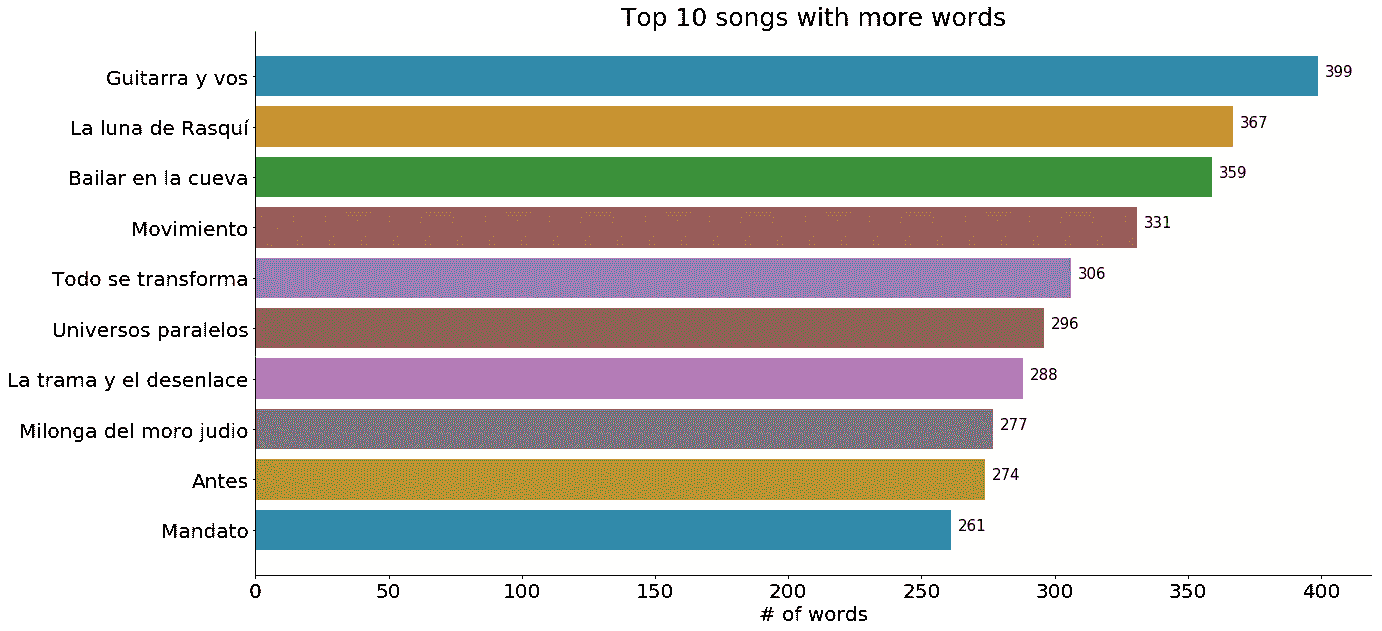 Top 10 songs with more words
Guitarra y vos 399
La luna de Rasquí 367
Bailar en la cueva 359
Movimiento 331
Todo se transforma 306
Universos paralelos 296
La trama y el desenlace 288
Milonga del moro judio 277
Antes 274
Mandato 261
0 50 100 150 200 250 300 350 400
# of words